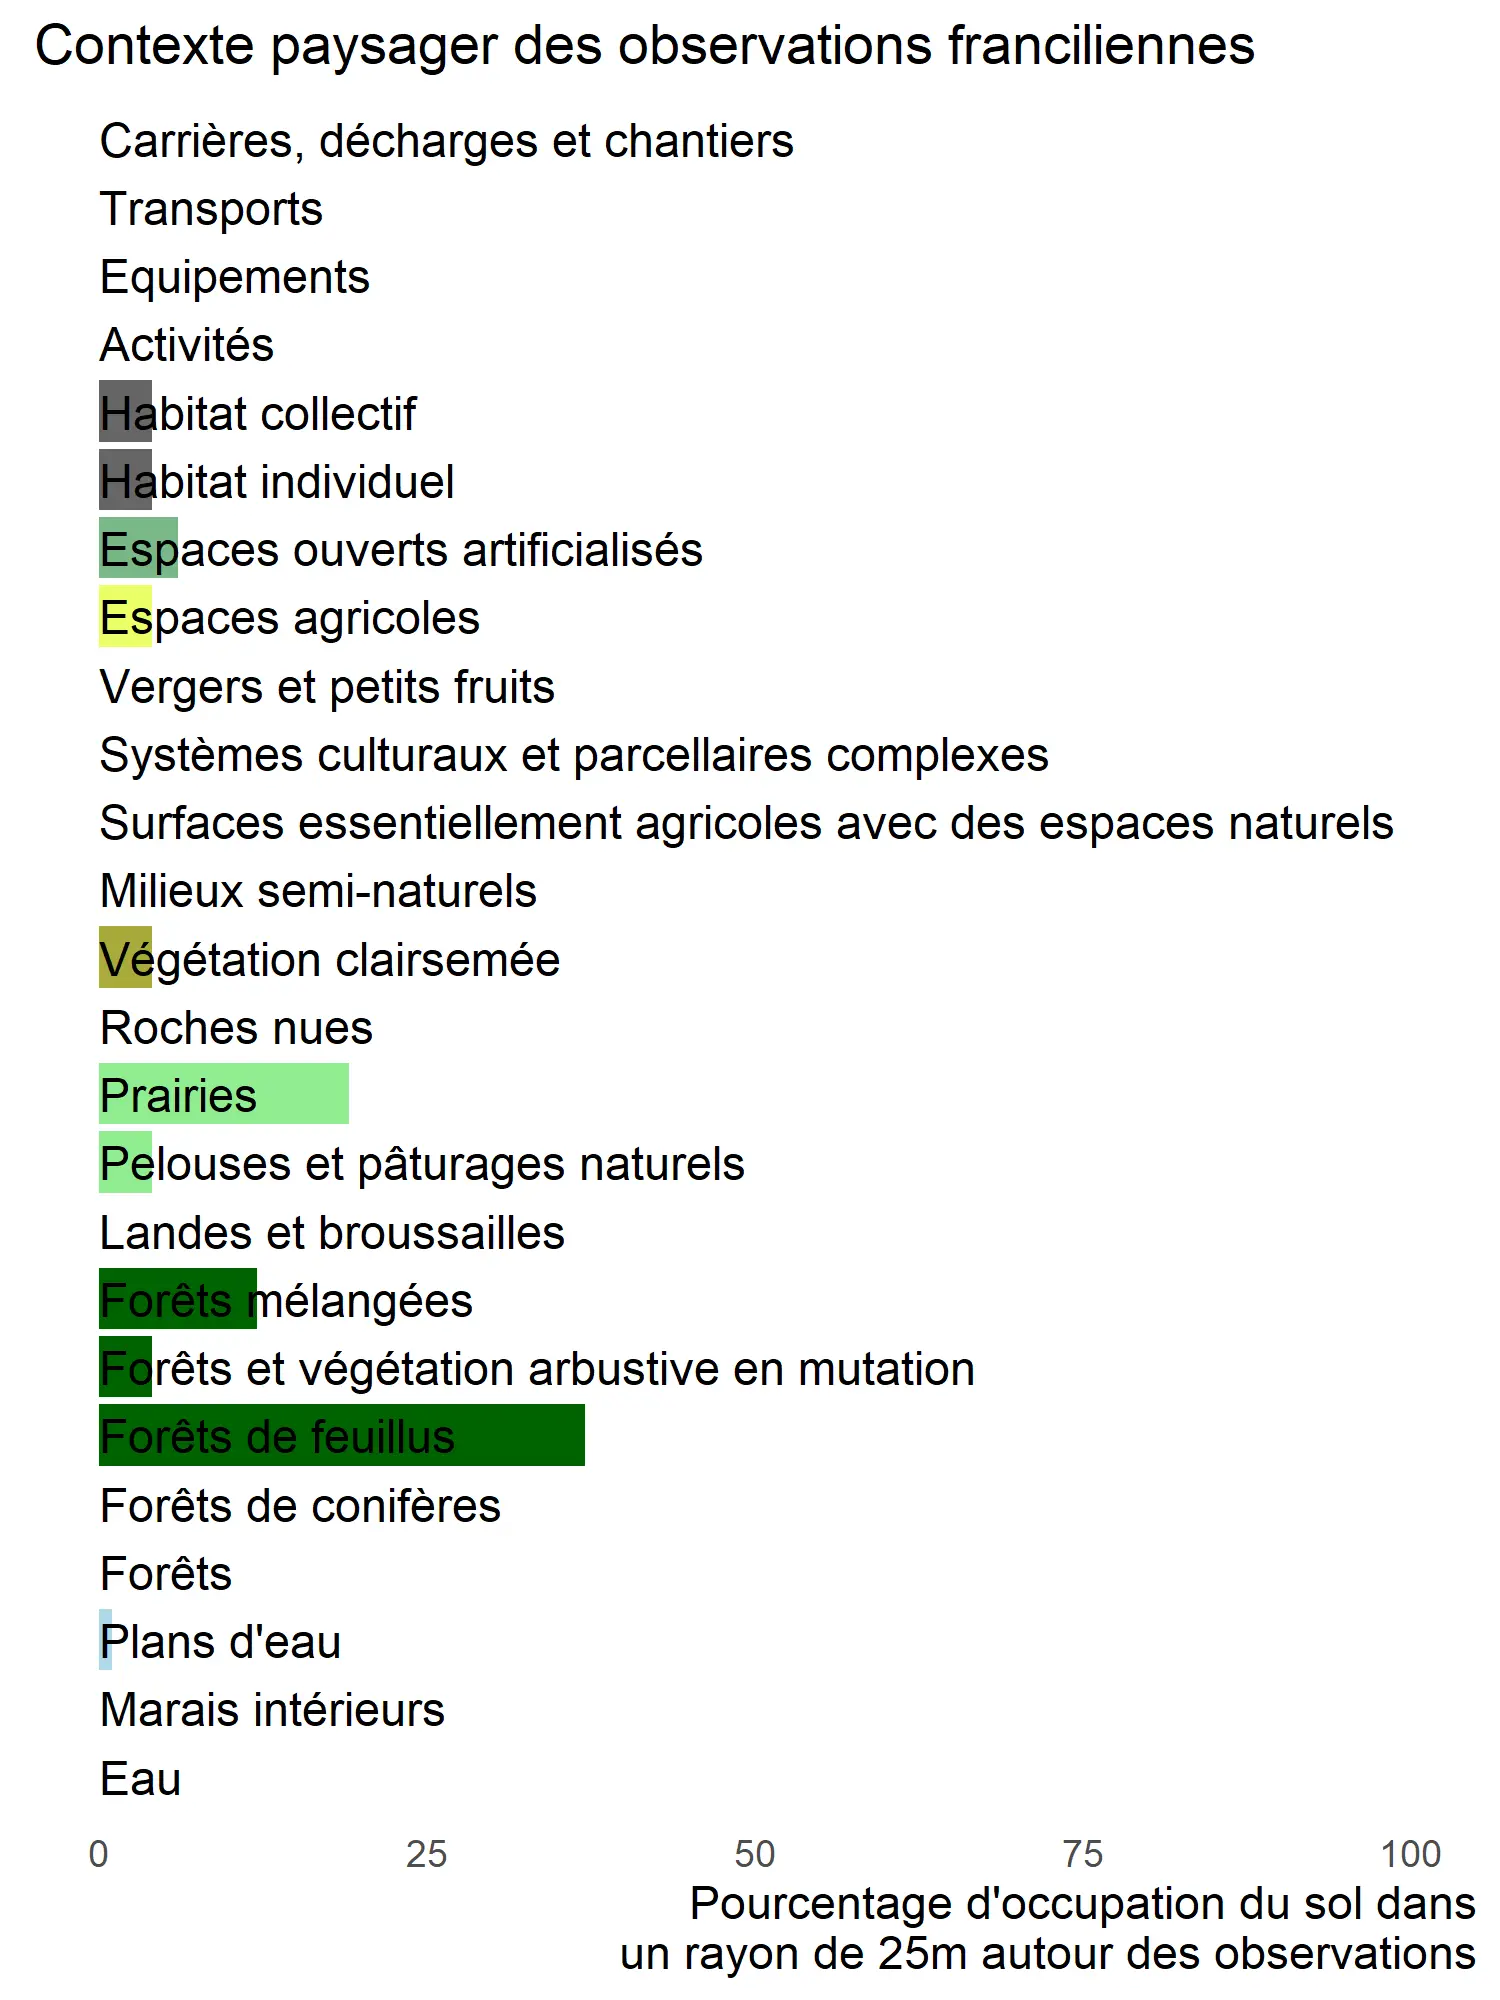 Contexte paysager des observations franciliennes
Carrières, décharges et chantiers
Transports
Equipements
Activités
Habitat collectif
Habitat individuel
Espaces ouverts artificialisés
Espaces agricoles
Vergers et petits fruits
Systèmes culturaux et parcellaires complexes
Surfaces essentiellement agricoles avec des espaces naturels
Milieux semi-naturels
Végétation clairsemée
Roches nues
Prairies
Pelouses et pâturages naturels
Landes et broussailles
Forêts mélangées
Forêts et végétation arbustive en mutation
Forêts de feuillus
Forêts de conifères
Forêts
Plans d'eau
Marais intérieurs
Eau
0 25 50 75 100
Pourcentage d'occupation du sol dans
un rayon de 25m autour des observations